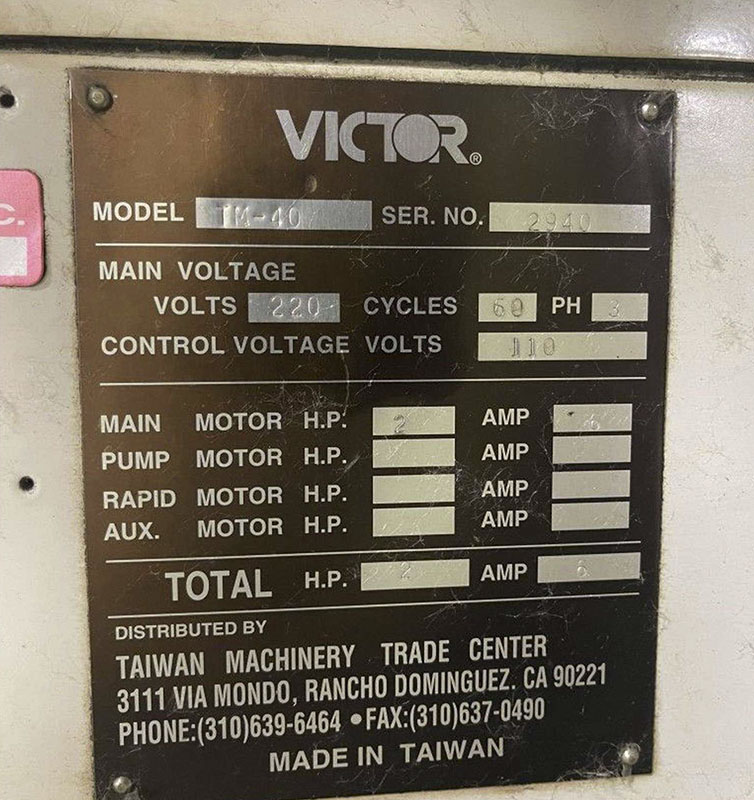 VICTOR®
MODEL TM-40 SER. NO. 2940
MAIN VOLTAGE
VOLTS 220 CYCLES 60 PH 3
CONTROL VOLTAGE VOLTS 110
MAIN MOTOR H.P. 2 AMP 6
PUMP MOTOR H.P. AMP
RAPID MOTOR H.P. AMP
AUX. MOTOR H.P. AMP
TOTAL H.P. 2 AMP 6
DISTRIBUTED BY
TAIWAN MACHINERY TRADE CENTER
3111 VIA MONDO, RANCHO DOMINGUEZ. CA 90221
PHONE:(310)639-6464 • FAX:(310)637-0490
MADE IN TAIWAN
C.